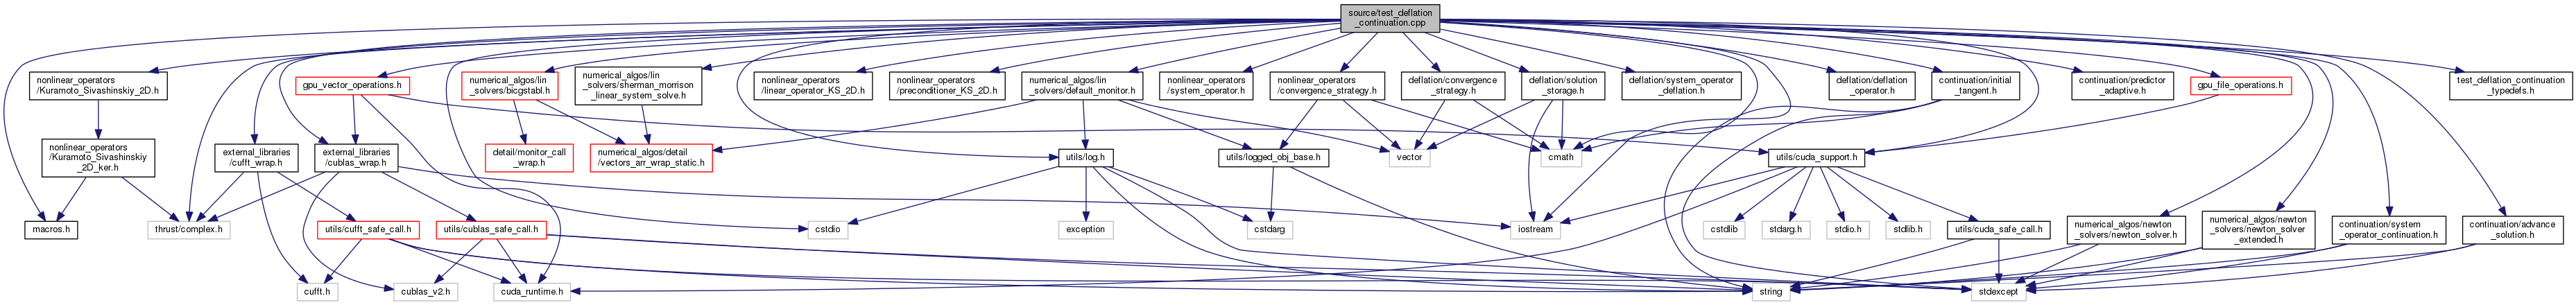 source/test_deflation
_continuation.cpp
nonlinear_operators
/Kuramoto_Sivashinskiy_2D.h
gpu_vector_operations.h
numerical_algos/lin
_solvers/bicgstabl.h
numerical_algos/lin
_solvers/sherman_morrison
_linear_system_solve.h
nonlinear_operators
/linear_operator_KS_2D.h
nonlinear_operators
/preconditioner_KS_2D.h
numerical_algos/lin
_solvers/default_monitor.h
nonlinear_operators
/system_operator.h
nonlinear_operators
/convergence_strategy.h
deflation/convergence
_strategy.h
deflation/solution
_storage.h
deflation/system_operator
_deflation.h
deflation/deflation
_operator.h
continuation/initial
_tangent.h
continuation/predictor
_adaptive.h
gpu_file_operations.h
test_deflation_continuation
_typedefs.h
nonlinear_operators
/Kuramoto_Sivashinskiy
_2D_ker.h
external_libraries
/cufft_wrap.h
external_libraries
/cublas_wrap.h
detail/monitor_call
_wrap.h
numerical_algos/detail
/vectors_arr_wrap_static.h
utils/log.h
utils/logged_obj_base.h
vector
cmath
utils/cuda_support.h
macros.h
thrust/complex.h
utils/cufft_safe_call.h
utils/cublas_safe_call.h
cstdio
exception
cstdarg
iostream
cstdlib
stdarg.h
stdio.h
stdlib.h
utils/cuda_safe_call.h
numerical_algos/newton
_solvers/newton_solver.h
numerical_algos/newton
_solvers/newton_solver
_extended.h
continuation/system
_operator_continuation.h
continuation/advance
_solution.h
cufft.h
cublas_v2.h
cuda_runtime.h
string
stdexcept